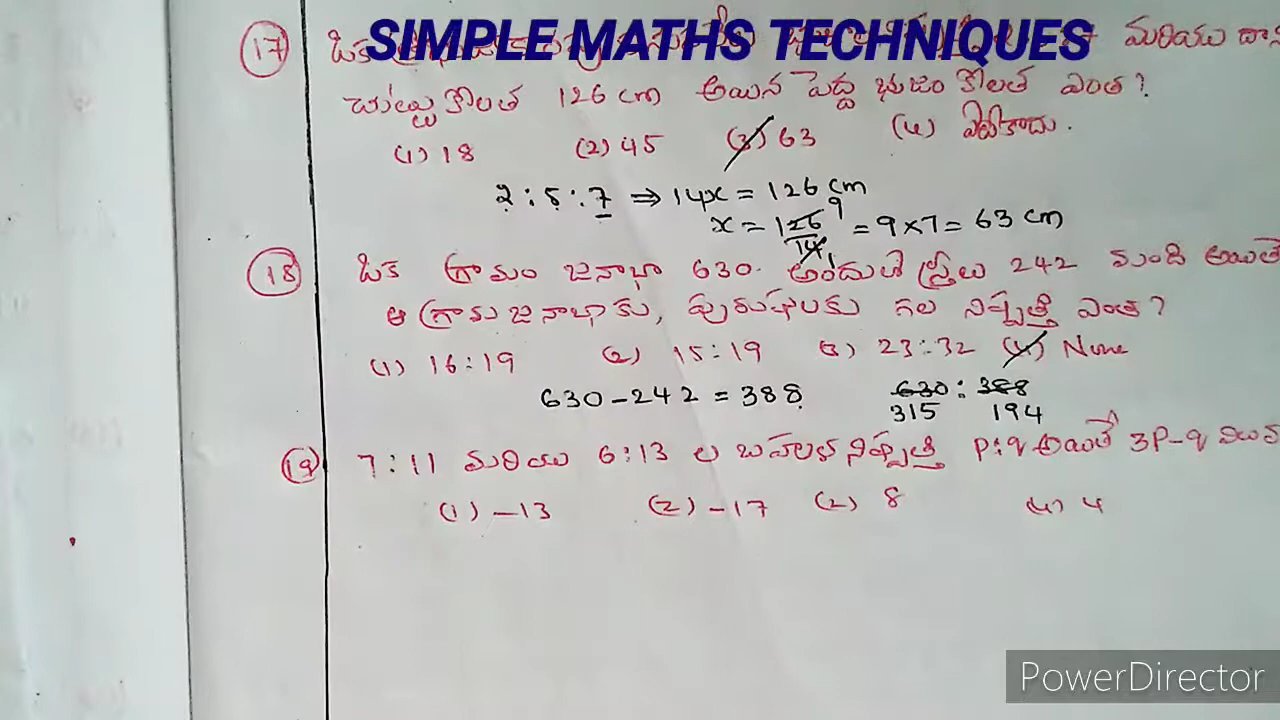 SIMPLE MATHS TECHNIQUES
(17) ఒక మరియు దాని
చుట్టు కొలత 126 cm అయిన పెద్ద భుజం కొలత ఎంత?
(1) 18 (2) 45 (3) 63 (4) ఏదీకాదు.
2 : 5 : 7 ⇒ 14x = 126 cm
x = 126/14 9 1 = 9 × 7 = 63 cm
(18) ఒక గ్రామం జనాభా 630. అందులో స్త్రీలు 242 మంది అయితే
ఆ గ్రామ జనాభాకు, పురుషులకు గల నిష్పత్తి ఎంత?
(1) 16:19 (2) 15:19 (3) 23:32 (4) None
630 – 242 = 388 630 : 388
315 194
(19) 7:11 మరియు 6:13 ల బహుళ నిష్పత్తి P:q అయితే 3P–q
(1) –13 (2) –17 (2) 8 (4) 4
PowerDirector